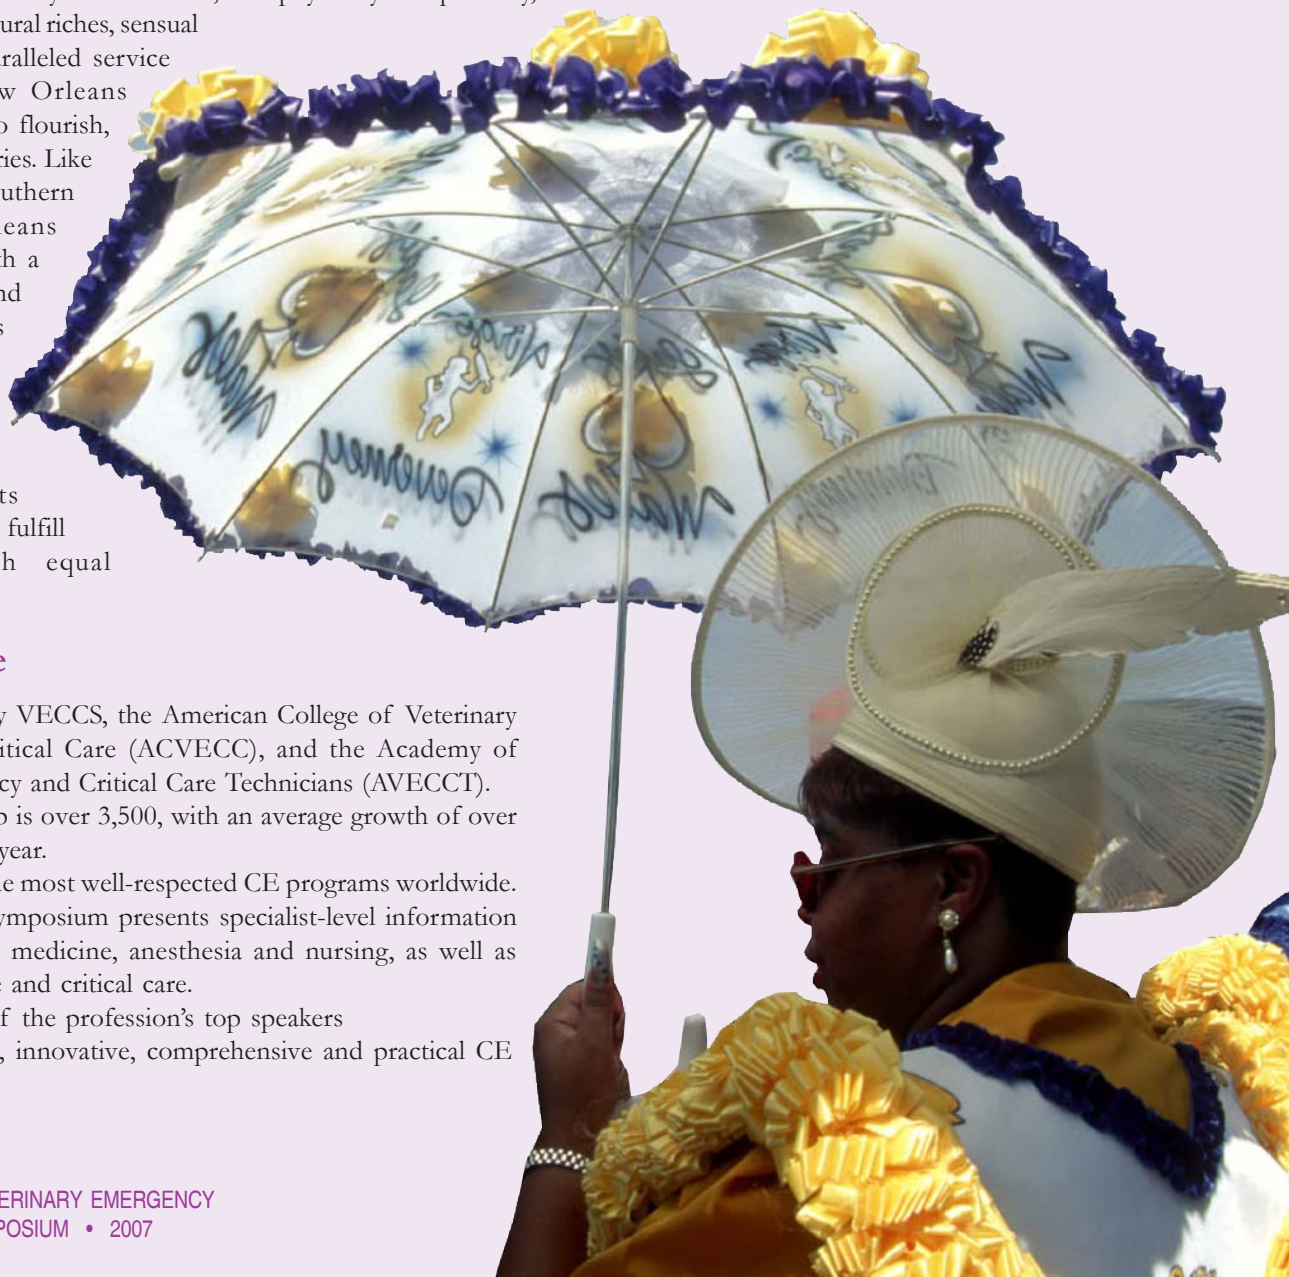 ural riches, sensual
ralleled service
w Orleans
o flourish,
ries. Like
uthern
eans
th a
nd
s
ts
fulfill
h equal
e
y VECCS, the American College of Veterinary
itical Care (ACVECC), and the Academy of
cy and Critical Care Technicians (AVECCT).
p is over 3,500, with an average growth of over
year.
e most well-respected CE programs worldwide.
ymposium presents specialist-level information
medicine, anesthesia and nursing, as well as
e and critical care.
f the profession’s top speakers
, innovative, comprehensive and practical CE
ERINARY EMERGENCY
POSIUM • 2007
Wales
Deverney
Wales